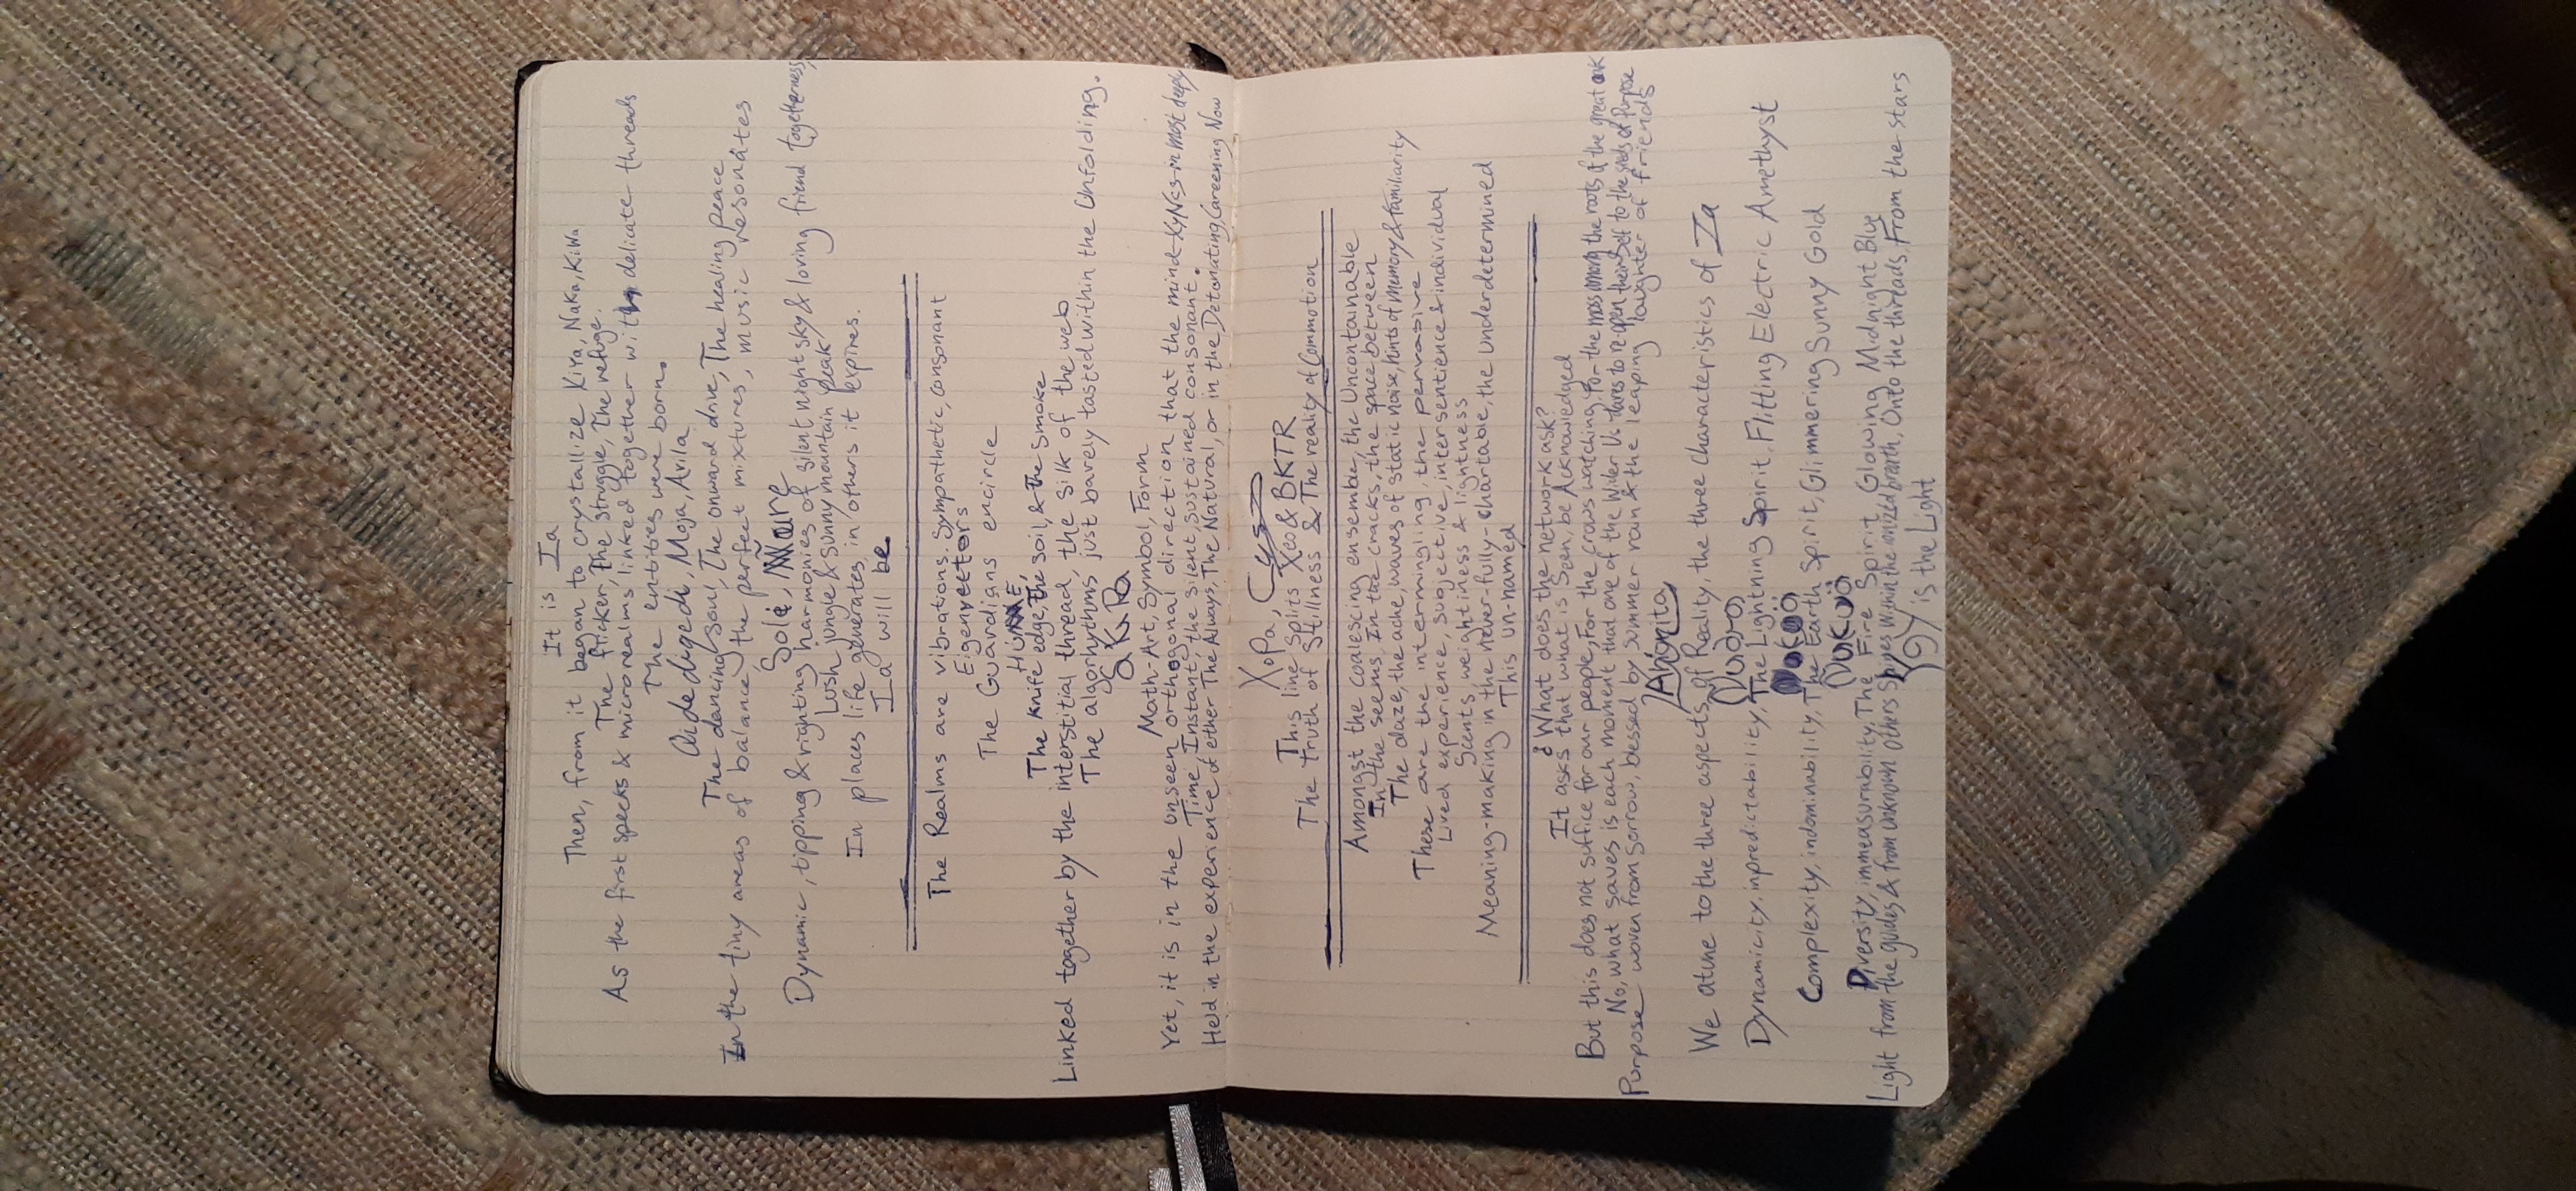 It is Ia
Then, from it began to crystallize KiYa, NaKa, KiWa
The flicker, The struggle, The refuge.
As the first specks & microrealms linked together with delicate threads
The entities were born.
Qidedigedi, Moja, Avila
The dancing soul, The onward drive, The healing peace
In the tiny areas of balance, the perfect mixtures, music resonates
Sole,
Dynamic, tipping & righting harmonies of silent night sky & loving friend togetherness,
Lush jungle & sunny mountain peak
In places life generates, in others it expires.
Ia will be.
The Realms are vibrations. Sympathetic, consonant
Eigenvectors
The Guardians encircle
The Knife edge, The soil, & The smoke
Linked together by the interstitial thread, the silk of the web
The algorhythms just barely tasted within the Unfolding.
Math-Art, Symbol, Form
Yet, it is in the unseen orthogonal direction that the mind-KyNcs-in most deeply
Time, Instant, the silent, sustained consonant.
Held in the experience of either The Always, The Natural, or in the Detonating, Careening Now
XoPa,
This line splits Xeo & BKTR
The Truth of Stillness & The reality of Commotion
Amongst the coalescing ensemble, the Uncontainable
In the seems, In the cracks, the space between
The daze, the ache, waves of static noise, hints of Memory & familiarity
These are the intermingling, the pervasive
Lived experience, subjective, intersentience & individual
Scents, weightiness & lightness
Meaning-making in the never-fully-chartable, the underdetermined
This un-named
¿What does the network ask?
It asks that what is Seen, be Acknowledged
But this does not suffice for our people, For the crows watching, For the moss among the roots of the great oak
No, what saves is each moment that one of the Wider Us dares to re-open theirself to the seeds of Purpose
Purpose woven from sorrow, blessed by summer rain & the leaping laughter of friends
We atune to the three aspects of Reality, the three characteristics of Ia
Dynamicity, inpredictability, The Lightning Spirit, Flitting Electric Amethyst
Complexity, indominability, The Earth Spirit, Glimmering Sunny Gold
Diversity, immeasurability, The Fire Spirit, Glowing Midnight Blue
Light from the guides & from unknown others Shines within the ionized breath, Onto the threads, From the stars
is the Light